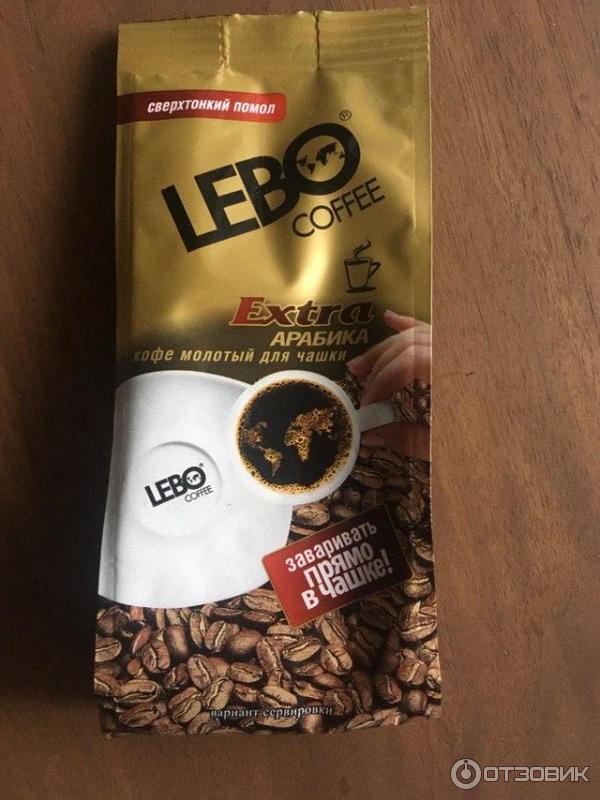 сверхтонкий помол
LEBO®
COFFEE
Extra
АРАБИКА
кофе молотый для чашки
LEBO®
COFFEE
заваривать
прямо
в чашке!
вариант сервировки
ОТЗОВИК